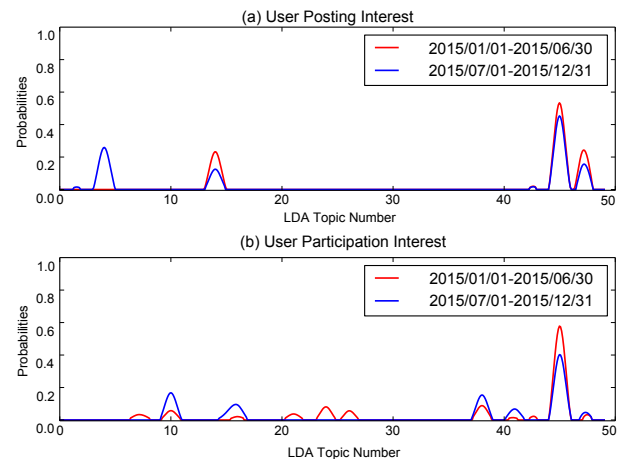 (a) User Posting Interest
1.0
0.8
0.6
0.4
0.2
0.0
Probabilities
2015/01/01-2015/06/30
2015/07/01-2015/12/31
0 10 20 30 40 50
LDA Topic Number
(b) User Participation Interest
1.0
0.8
0.6
0.4
0.2
0.0
Probabilities
2015/01/01-2015/06/30
2015/07/01-2015/12/31
0 10 20 30 40 50
LDA Topic Number